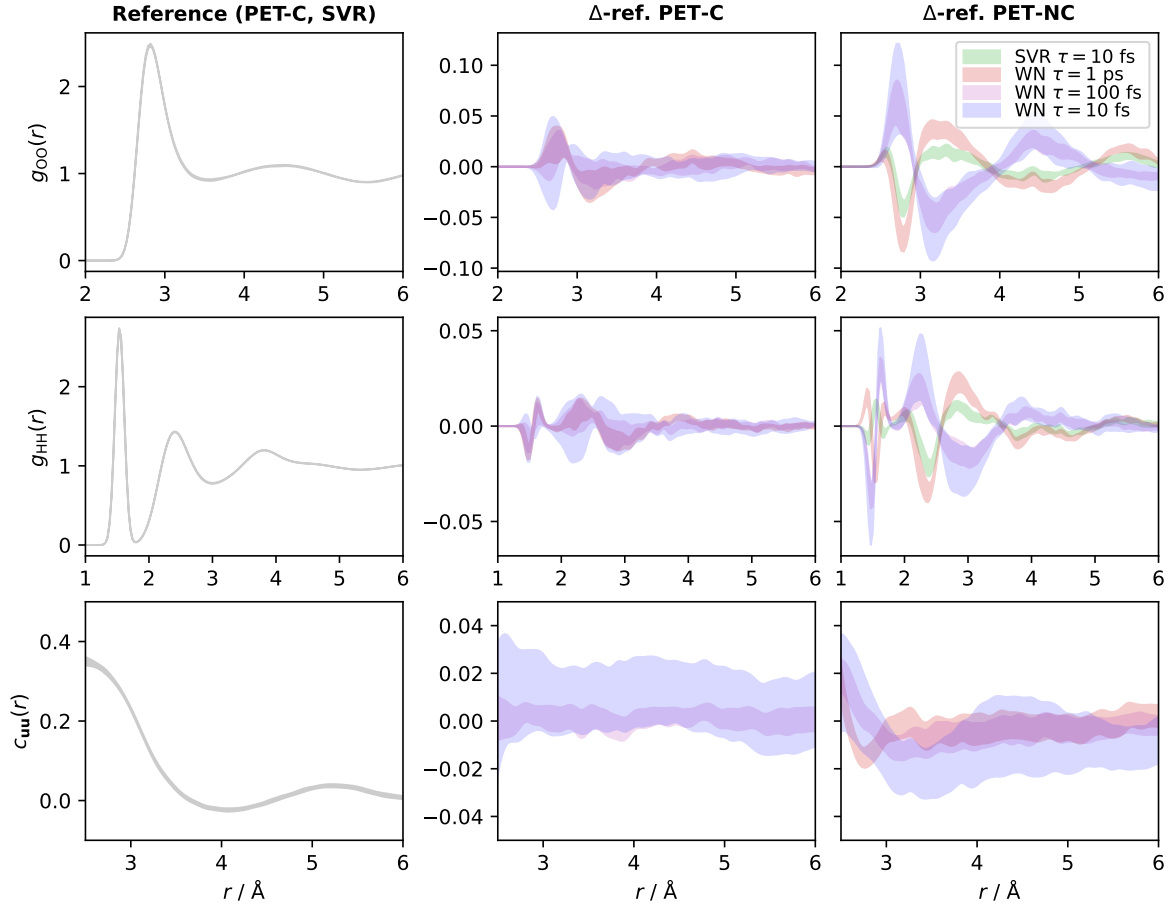 Reference (PET-C, SVR)
Δ-ref. PET-C
Δ-ref. PET-NC
gOO(r)
2
1
0
2 3 4 5 6
0.10
0.05
0.00
−0.05
−0.10
2 3 4 5 6
SVR τ = 10 fs
WN τ = 1 ps
WN τ = 100 fs
WN τ = 10 fs
2 3 4 5 6
gHH(r)
2
1
0
1 2 3 4 5 6
0.05
0.00
−0.05
1 2 3 4 5 6
1 2 3 4 5 6
cuu(r)
0.4
0.2
0.0
3 4 5 6
r / Å
0.04
0.02
0.00
−0.02
−0.04
3 4 5 6
r / Å
3 4 5 6
r / Å